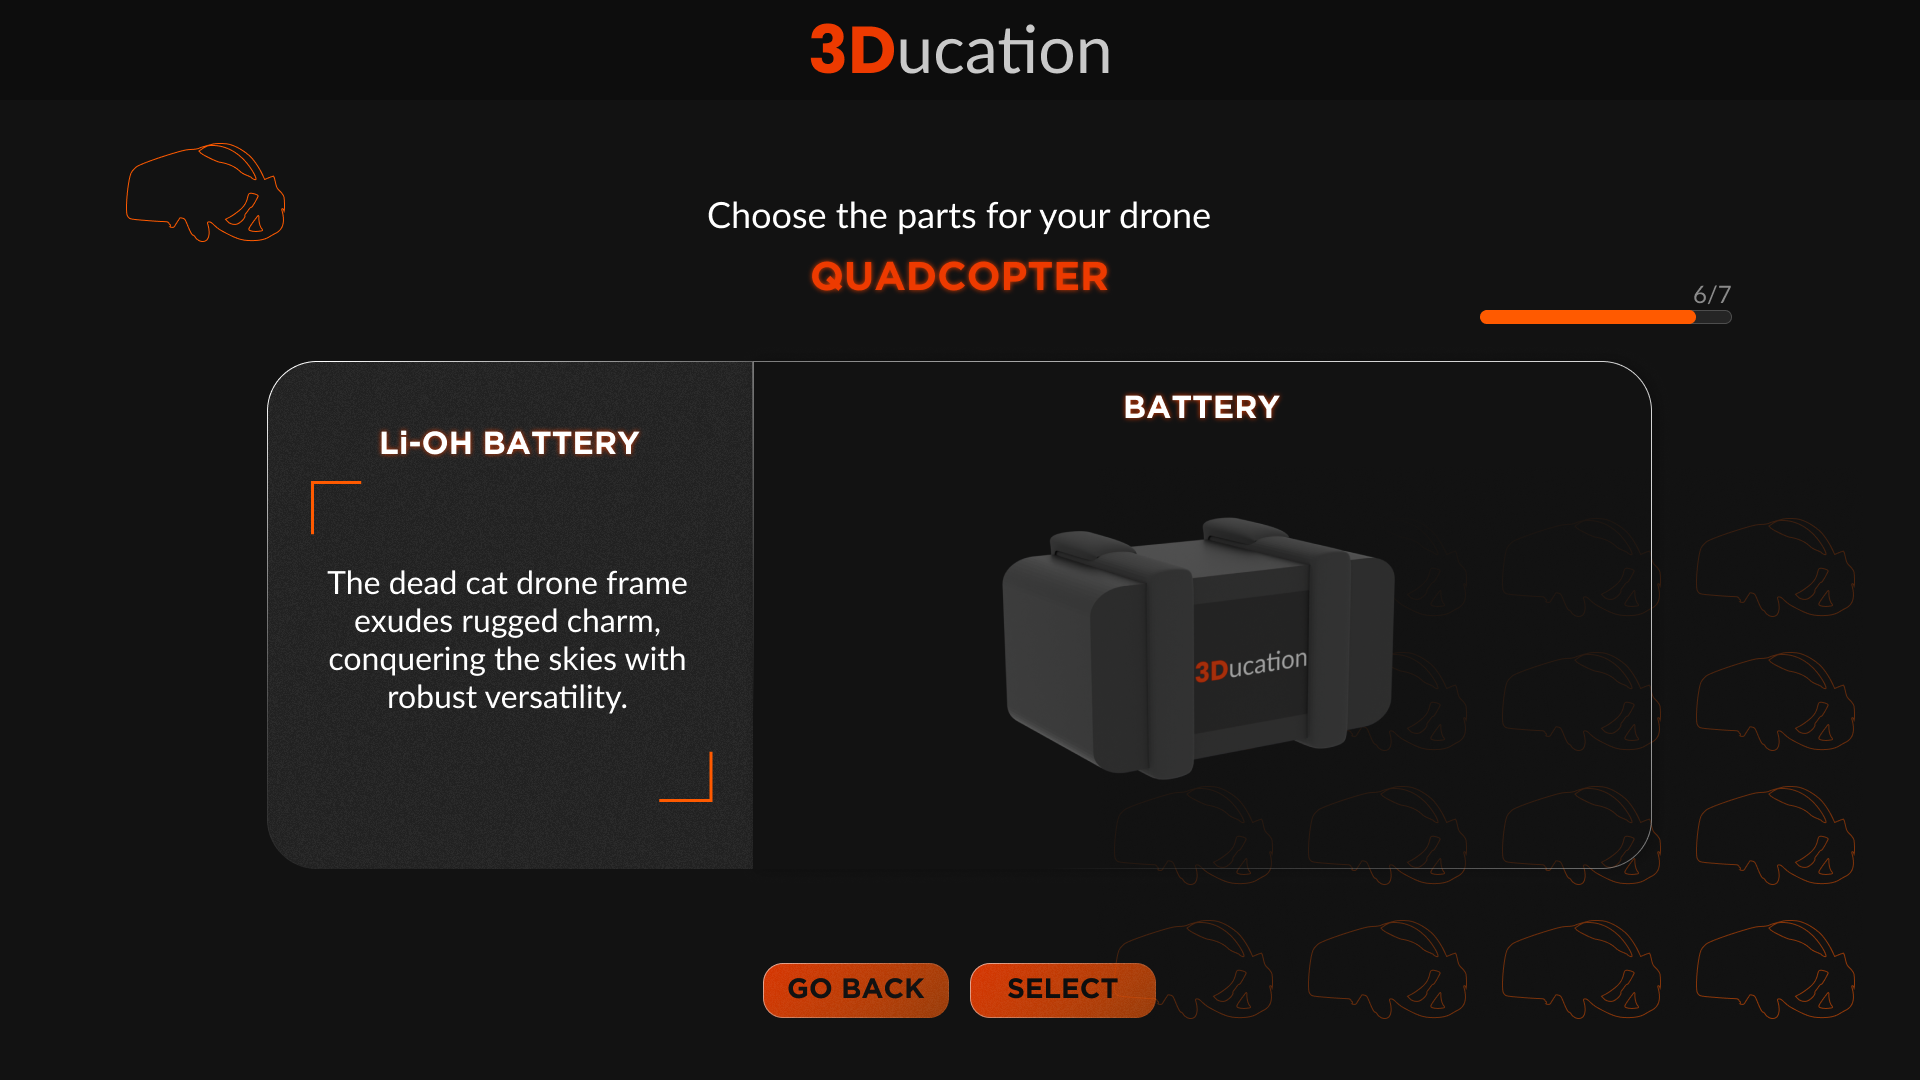 3Ducation
Choose the parts for your drone
QUADCOPTER
6/7
Li-OH BATTERY
The dead cat drone frame
exudes rugged charm,
conquering the skies with
robust versatility.
BATTERY
3Ducation
GO BACK
SELECT